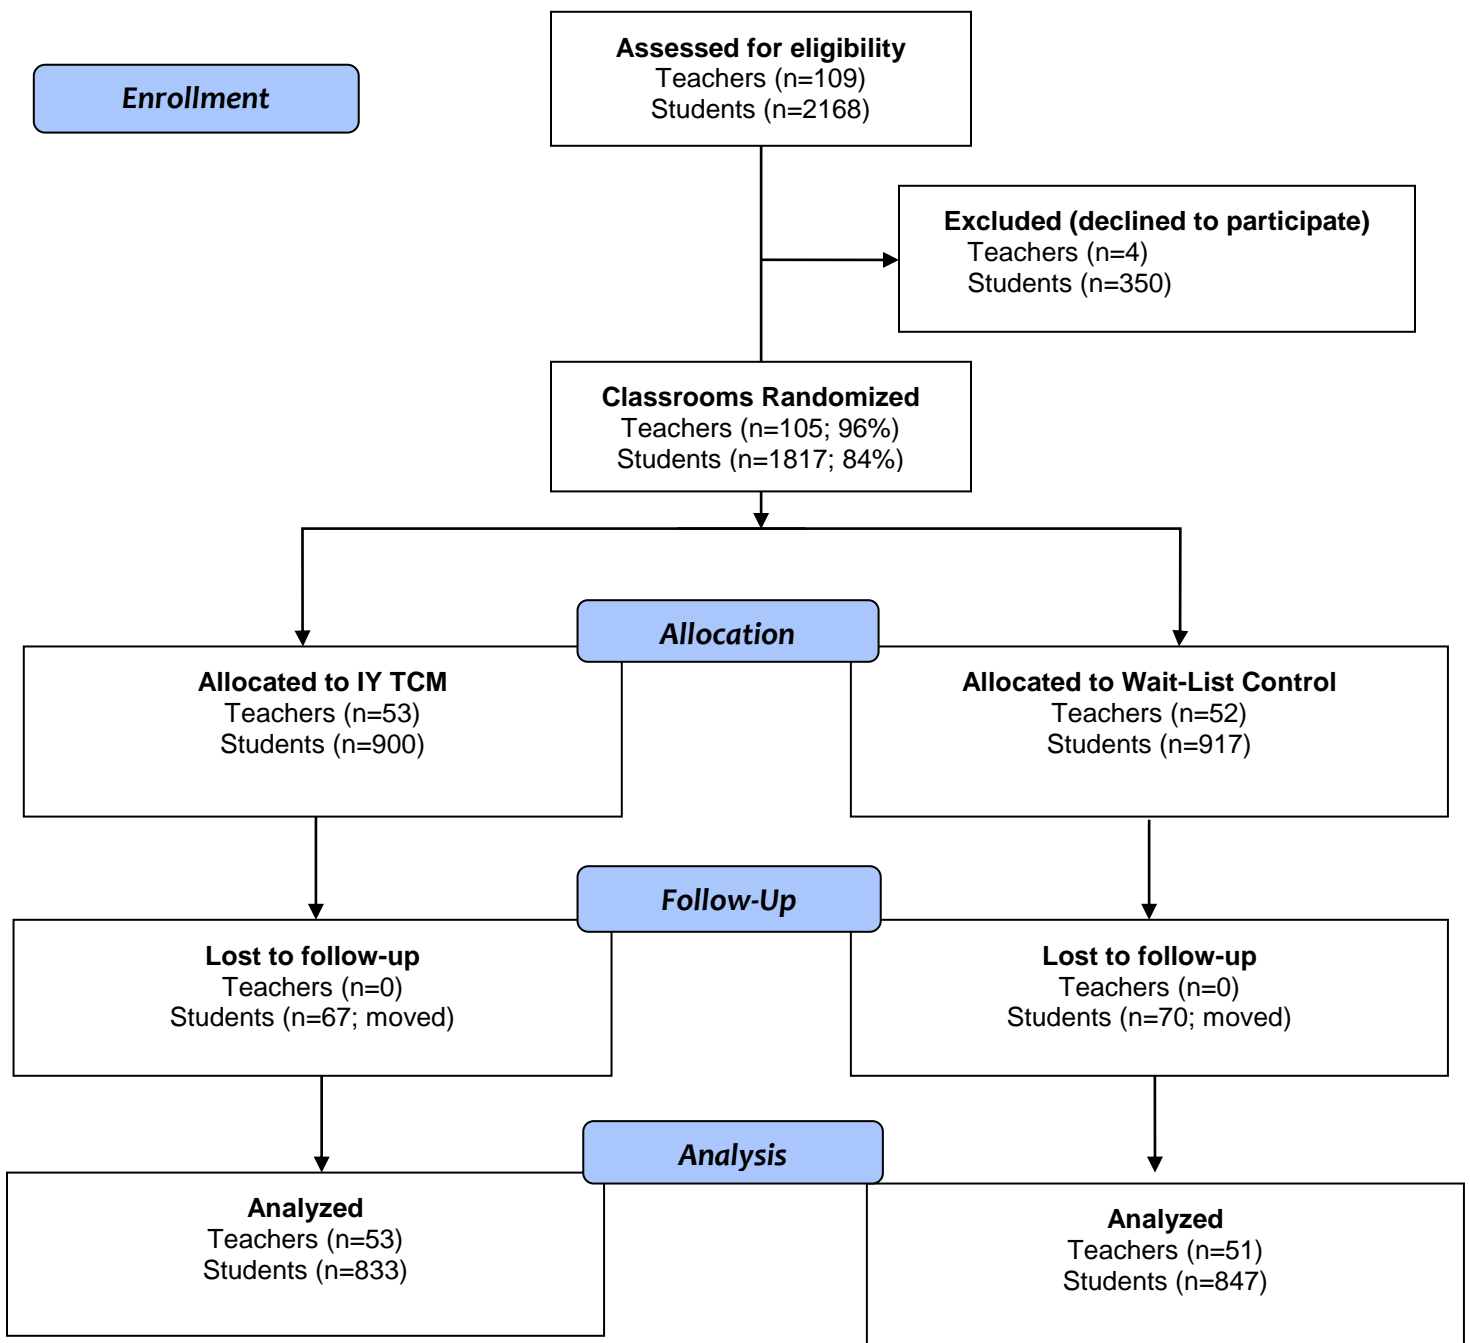 Enrollment
Assessed for eligibility
Teachers (n=109)
Students (n=2168)
Excluded (declined to participate)
Teachers (n=4)
Students (n=350)
Classrooms Randomized
Teachers (n=105; 96%)
Students (n=1817; 84%)
Allocation
Allocated to IY TCM
Teachers (n=53)
Students (n=900)
Allocated to Wait-List Control
Teachers (n=52)
Students (n=917)
Follow-Up
Lost to follow-up
Teachers (n=0)
Students (n=67; moved)
Lost to follow-up
Teachers (n=0)
Students (n=70; moved)
Analysis
Analyzed
Teachers (n=53)
Students (n=833)
Analyzed
Teachers (n=51)
Students (n=847)